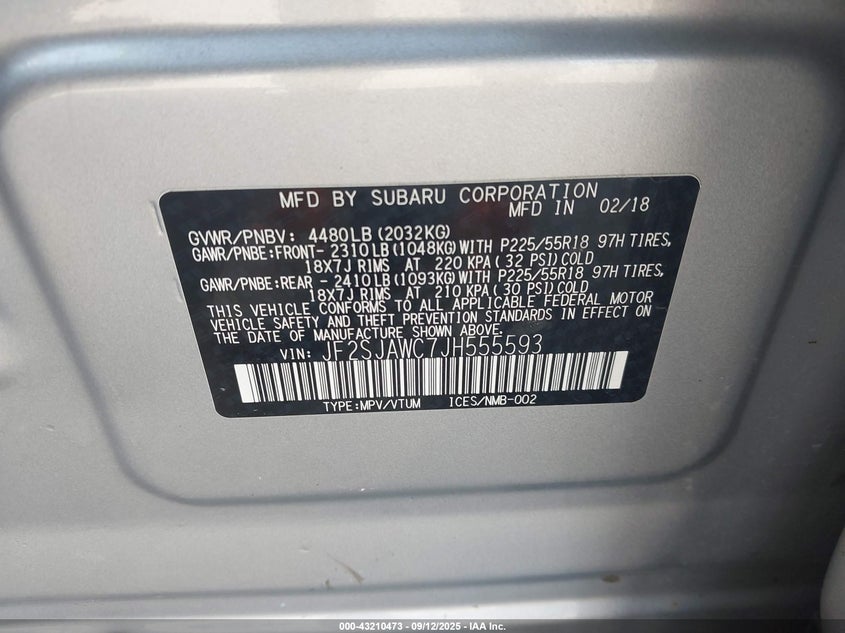 MFD BY SUBARU CORPORATION
MFD IN 02/18
GVWR/PNBV: 4480LB (2032KG)
GAWR/PNBE:FRONT- 2310LB (1048KG) WITH P225/55R18 97H TIRES,
18X7J RIMS AT 220 KPA ( 32 PSI) COLD
GAWR/PNBE:REAR - 2410LB (1093KG) WITH P225/55R18 97H TIRES,
18X7J RIMS AT 210 KPA ( 30 PSI) COLD
THIS VEHICLE CONFORMS TO ALL APPLICABLE FEDERAL MOTOR
VEHICLE SAFETY AND THEFT PREVENTION STANDARDS IN EFFECT ON
THE DATE OF MANUFACTURE SHOWN ABOVE.
VIN: JF2SJAWC7JH555593
TYPE:MPV/VTUM ICES/NMB-002
000-43210473 - 09/12/2025 - IAA Inc.